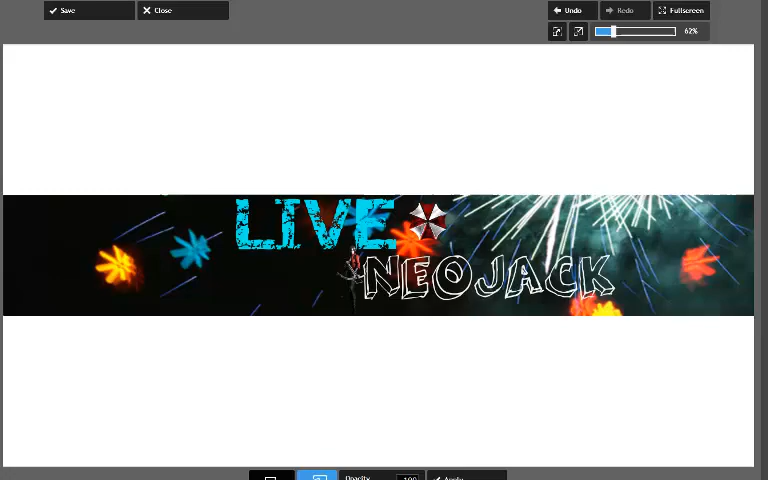 Save Close Undo Redo Fullscreen
62%
LIVE
NEOJACK
Opacity 100 Apply